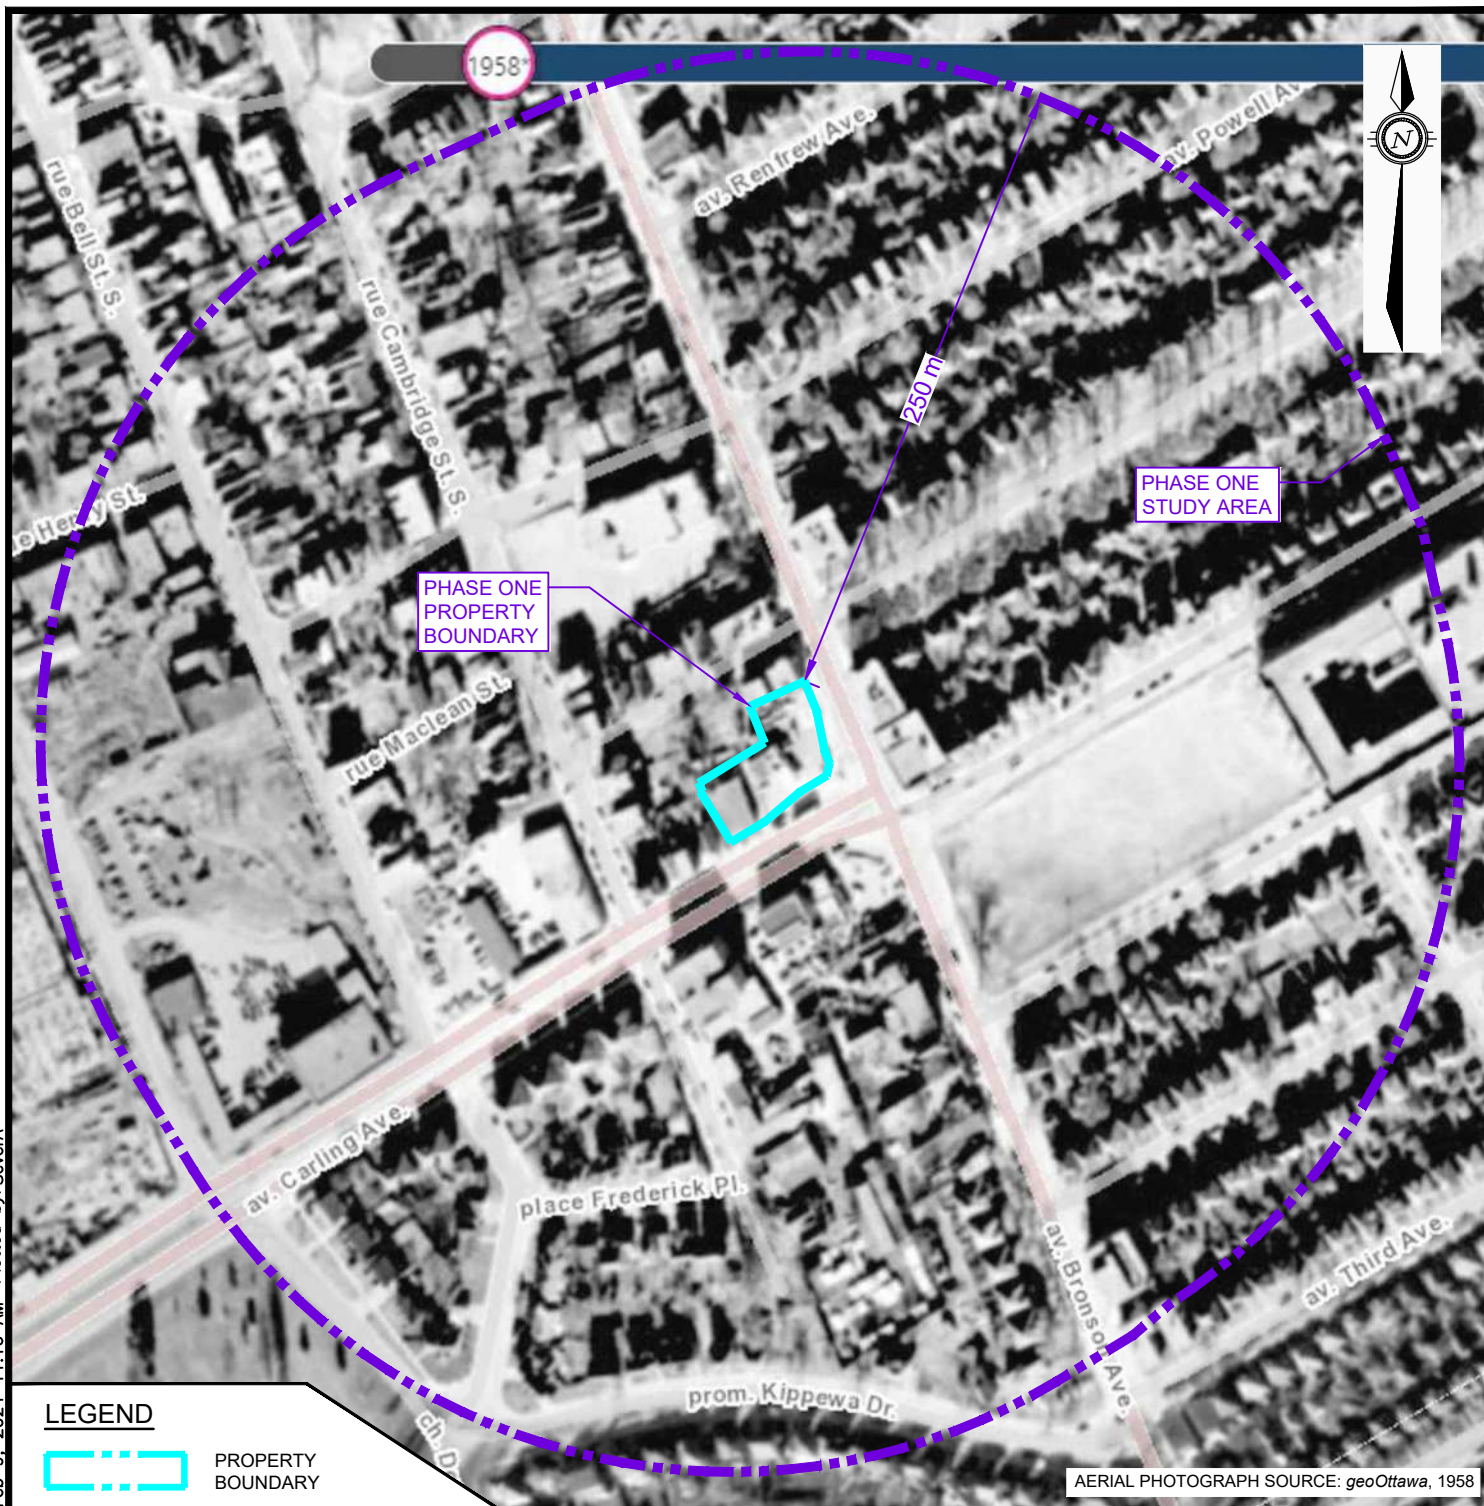 1958*
N
av. Renfrew Ave.
av. Powell Av
rue Bell St. S.
rue Cambridge St. S.
250 m
PHASE ONE
STUDY AREA
e Henry St.
PHASE ONE
PROPERTY
BOUNDARY
rue Maclean St.
av. Carling Ave.
place Frederick Pl.
av. Bronson Ave.
av. Third Ave.
prom. Kippewa Dr.
ch. D
LEGEND
PROPERTY
BOUNDARY
AERIAL PHOTOGRAPH SOURCE: geoOttawa, 1958